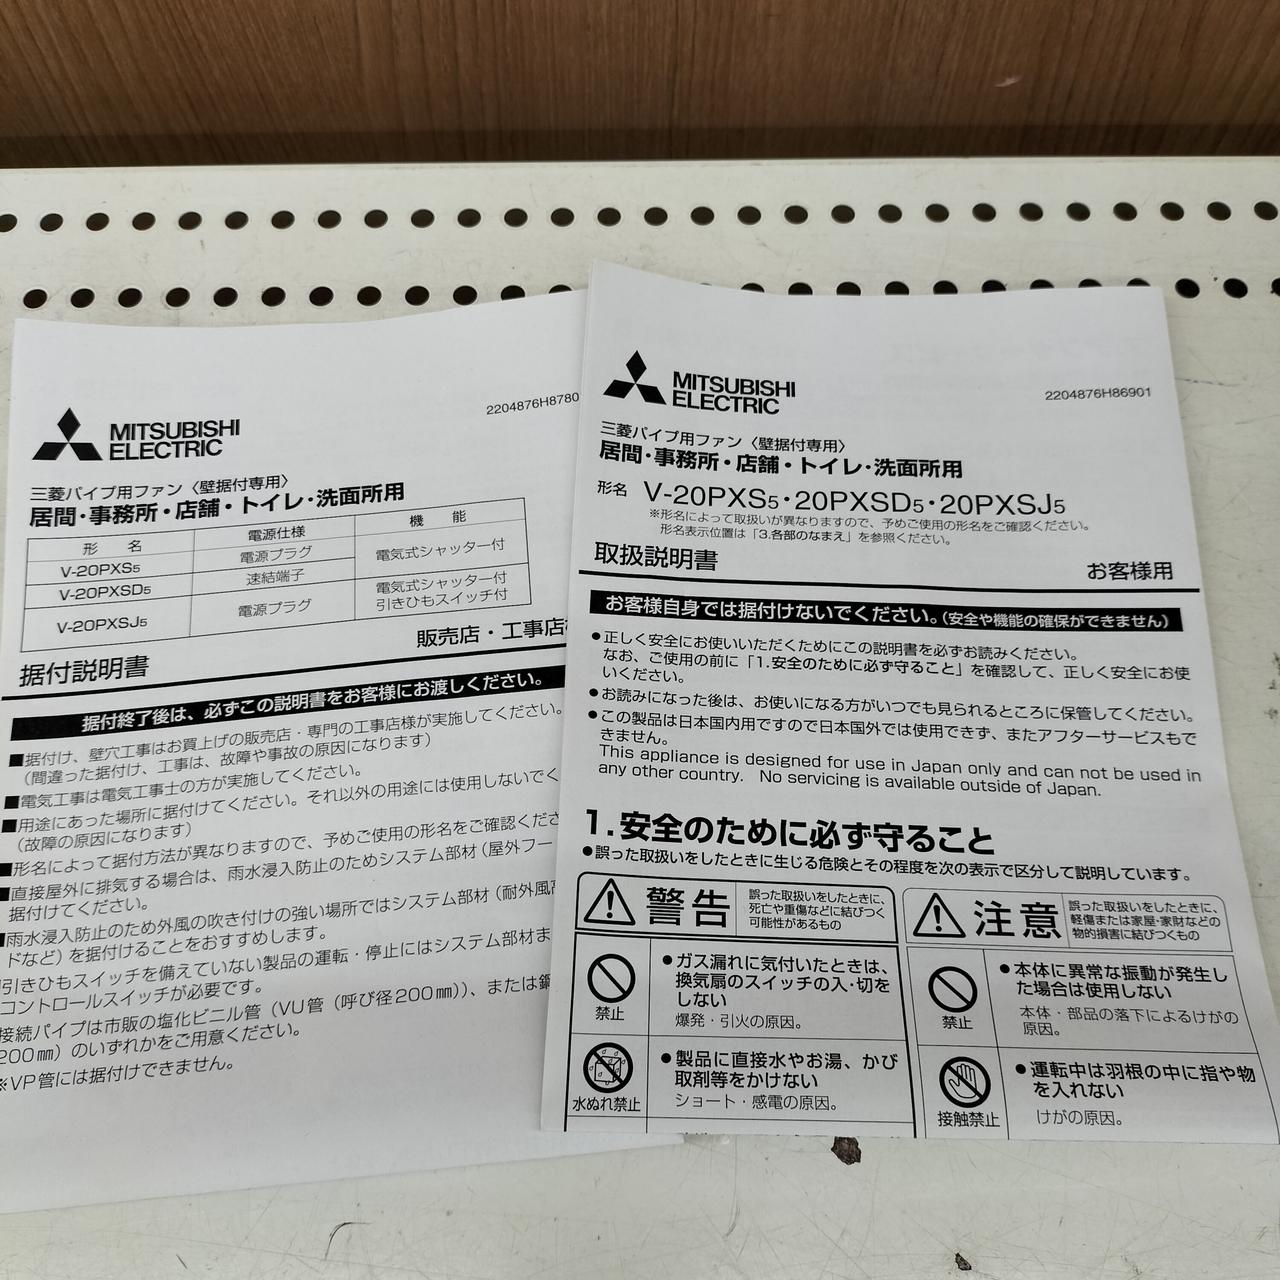 MITSUBISHI
ELECTRIC
2204876H8780
三菱パイプ用ファン〈壁据付専用〉
居間・事務所・店舗・トイレ・洗面所用
形 名 電源仕様 機 能
V-20PXS5 電源プラグ 電気式シャッター付
V-20PXSD5 速結端子
V-20PXSJ5 電源プラグ 電気式シャッター付
引きひもスイッチ付
販売店・工事店
据付説明書
据付終了後は、必ずこの説明書をお客様にお渡しください。
■据付け、壁穴工事はお買上げの販売店・専門の工事店様が実施してください。
(間違った据付け、工事は、故障や事故の原因になります)
■電気工事は電気工事士の方が実施してください。
■用途にあった場所に据付けてください。それ以外の用途には使用しないでく
(故障の原因になります)
■形名によって据付方法が異なりますので、予めご使用の形名をご確認くださ
■直接屋外に排気する場合は、雨水浸入防止のためシステム部材(屋外フー
据付けてください。
■雨水浸入防止のため外風の吹き付けの強い場所ではシステム部材(耐外風高
ドなど)を据付けることをおすすめします。
引きひもスイッチを備えていない製品の運転・停止にはシステム部材ま
コントロールスイッチが必要です。
接続パイプは市販の塩化ビニル管(VU管(呼び径200㎜))、または鋼
200㎜)のいずれかをご用意ください。
※VP管には据付けできません。
MITSUBISHI
ELECTRIC
2204876H86901
三菱パイプ用ファン〈壁据付専用〉
居間・事務所・店舗・トイレ・洗面所用
形名 V-20PXS5・20PXSD5・20PXSJ5
※形名によって取扱いが異なりますので、予めご使用の形名をご確認ください。
形名表示位置は「3.各部のなまえ」を参照ください。
取扱説明書 お客様用
お客様自身では据付けないでください。(安全や機能の確保ができません)
●正しく安全にお使いいただくためにこの説明書を必ずお読みください。
なお、ご使用の前に「1.安全のために必ず守ること」を確認して、正しく安全にお使
いください。
●お読みになった後は、お使いになる方がいつでも見られるところに保管してください。
●この製品は日本国内用ですので日本国外では使用できず、またアフターサービスもで
きません。
This appliance is designed for use in Japan only and can not be used in
any other country. No servicing is available outside of Japan.
1.安全のために必ず守ること
●誤った取扱いをしたときに生じる危険とその程度を次の表示で区分して説明しています。
警告
誤った取扱いをしたときに、
死亡や重傷などに結びつく
可能性があるもの
禁止
●ガス漏れに気付いたときは、
換気扇のスイッチの入・切を
しない
爆発・引火の原因。
水ぬれ禁止
●製品に直接水やお湯、かび
取剤等をかけない
ショート・感電の原因。
注意
誤った取扱いをしたときに、
軽傷または家屋・家財などの
物的損害に結びつくもの
禁止
●本体に異常な振動が発生し
た場合は使用しない
本体・部品の落下によるけがの
原因。
接触禁止
●運転中は羽根の中に指や物
を入れない
けがの原因。